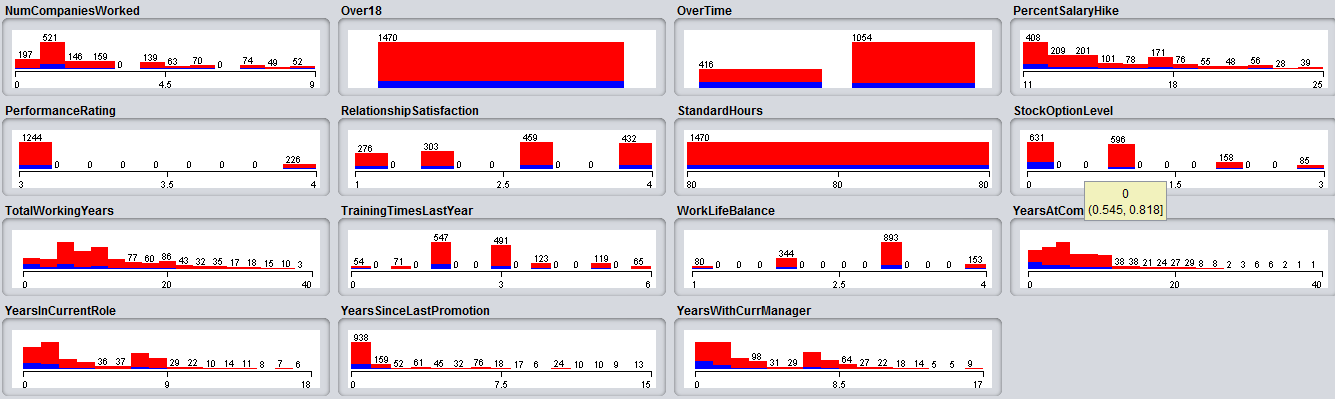 NumCompaniesWorked Over18 OverTime PercentSalaryHike
197 521 146 159 0 139 63 70 0 74 49 52
0 4.5 9
1470
416 1054
408 209 201 101 78 171 76 55 48 56 28 39
11 18 25
PerformanceRating RelationshipSatisfaction StandardHours StockOptionLevel
1244 0 0 0 0 0 0 0 226
3 3.5 4
276 0 303 0 0 459 0 0 432
1 2.5 4
1470
80 80 80
631 0 0 596 0 0 0 158 0 0 85
0 1.5 3
0
(0.545, 0.818]
TotalWorkingYears TrainingTimesLastYear WorkLifeBalance YearsAtCom
77 60 86 43 32 35 17 18 15 10 3
0 20 40
54 0 71 0 547 0 0 491 0 123 0 0 119 0 65
0 3 6
80 0 0 0 344 0 0 0 893 0 0 0 153
1 2.5 4
38 38 21 24 27 29 8 8 2 3 6 6 2 1 1
0 20 40
YearsInCurrentRole YearsSinceLastPromotion YearsWithCurrManager
36 37 29 22 10 14 11 8 7 6
0 9 18
938 159 52 61 45 32 76 18 17 6 24 10 10 9 13
0 7.5 15
98 31 29 64 27 22 18 14 5 5 9
0 8.5 17